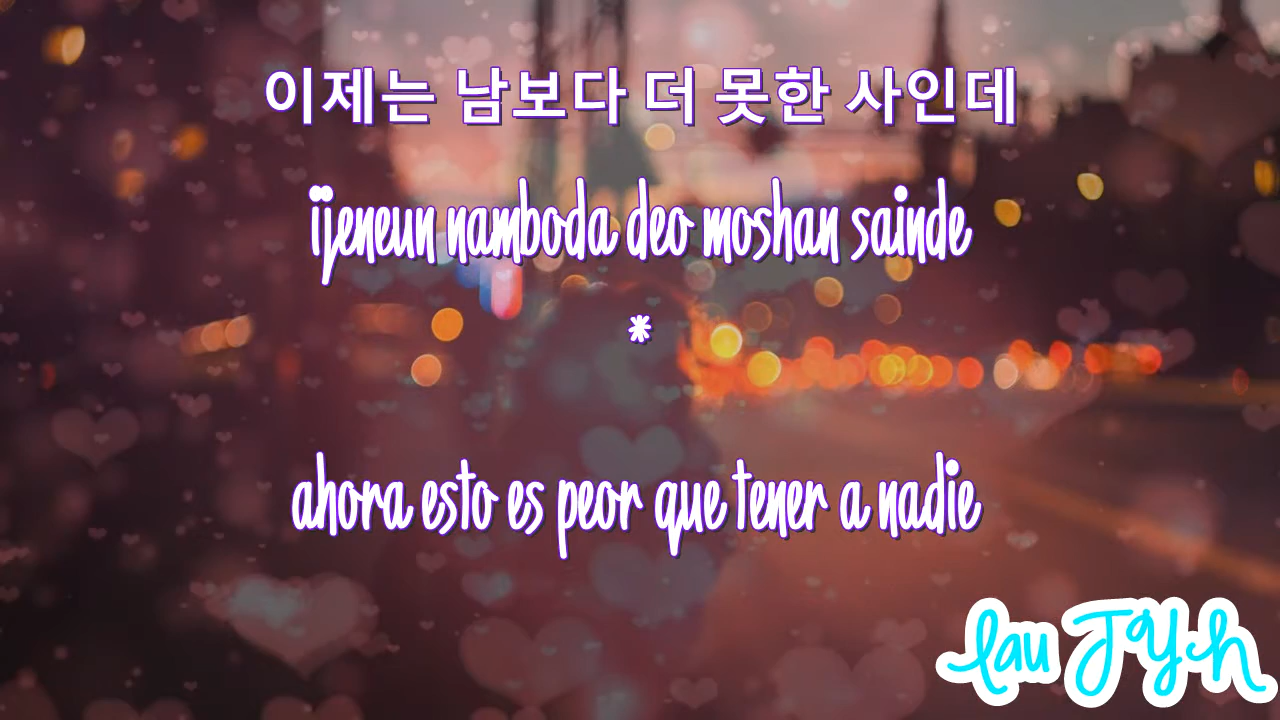 이제는 남보다 더 못한 사인데
ijeneun namboda deo moshan sainde
*
ahora esto es peor que tener a nadie
lau JYh